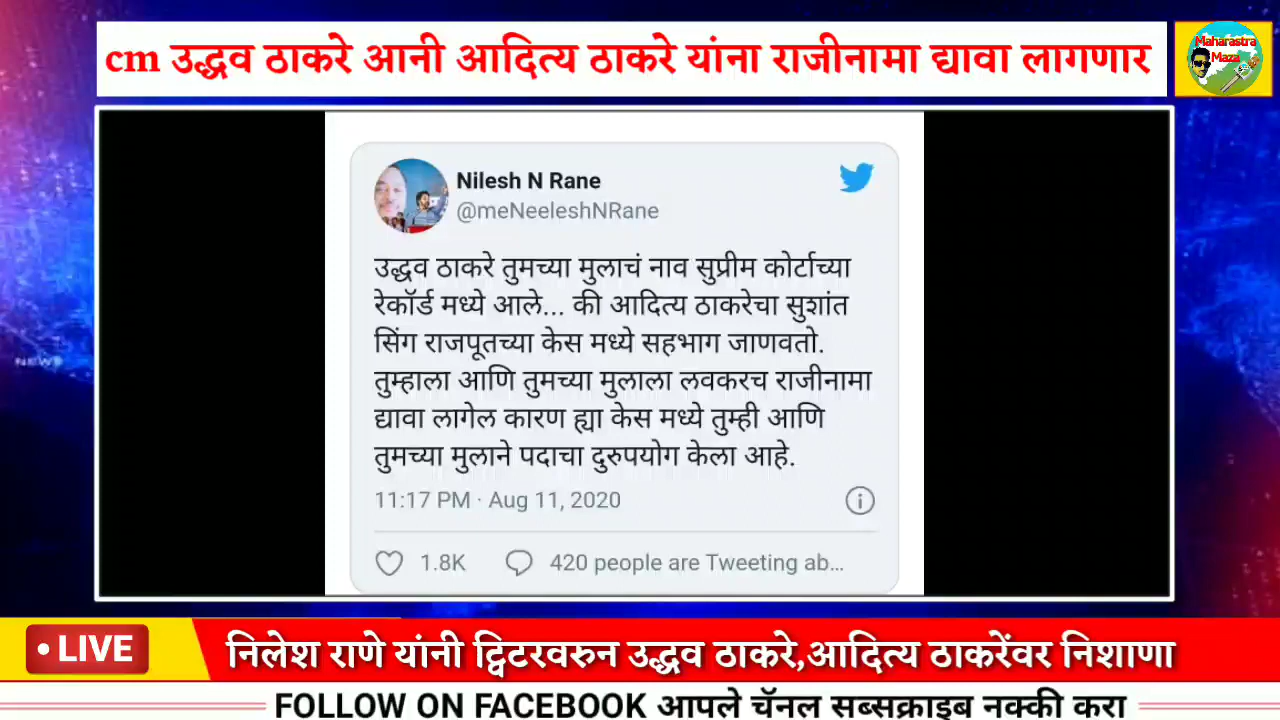 cm उद्धव ठाकरे आनी आदित्य ठाकरे यांना राजीनामा द्यावा लागणार
Maharastra
Maza
Nilesh N Rane
@meNeeleshNRane
उद्धव ठाकरे तुमच्या मुलाचं नाव सुप्रीम कोर्टाच्या
रेकॉर्ड मध्ये आले... की आदित्य ठाकरेचा सुशांत
सिंग राजपूतच्या केस मध्ये सहभाग जाणवतो.
तुम्हाला आणि तुमच्या मुलाला लवकरच राजीनामा
द्यावा लागेल कारण ह्या केस मध्ये तुम्ही आणि
तुमच्या मुलाने पदाचा दुरुपयोग केला आहे.
11:17 PM · Aug 11, 2020
1.8K 420 people are Tweeting ab...
NEWS
• LIVE
निलेश राणे यांनी ट्विटरवरुन उद्धव ठाकरे,आदित्य ठाकरेंवर निशाणा
FOLLOW ON FACEBOOK आपले चॅनल सब्सक्राइब नक्की करा